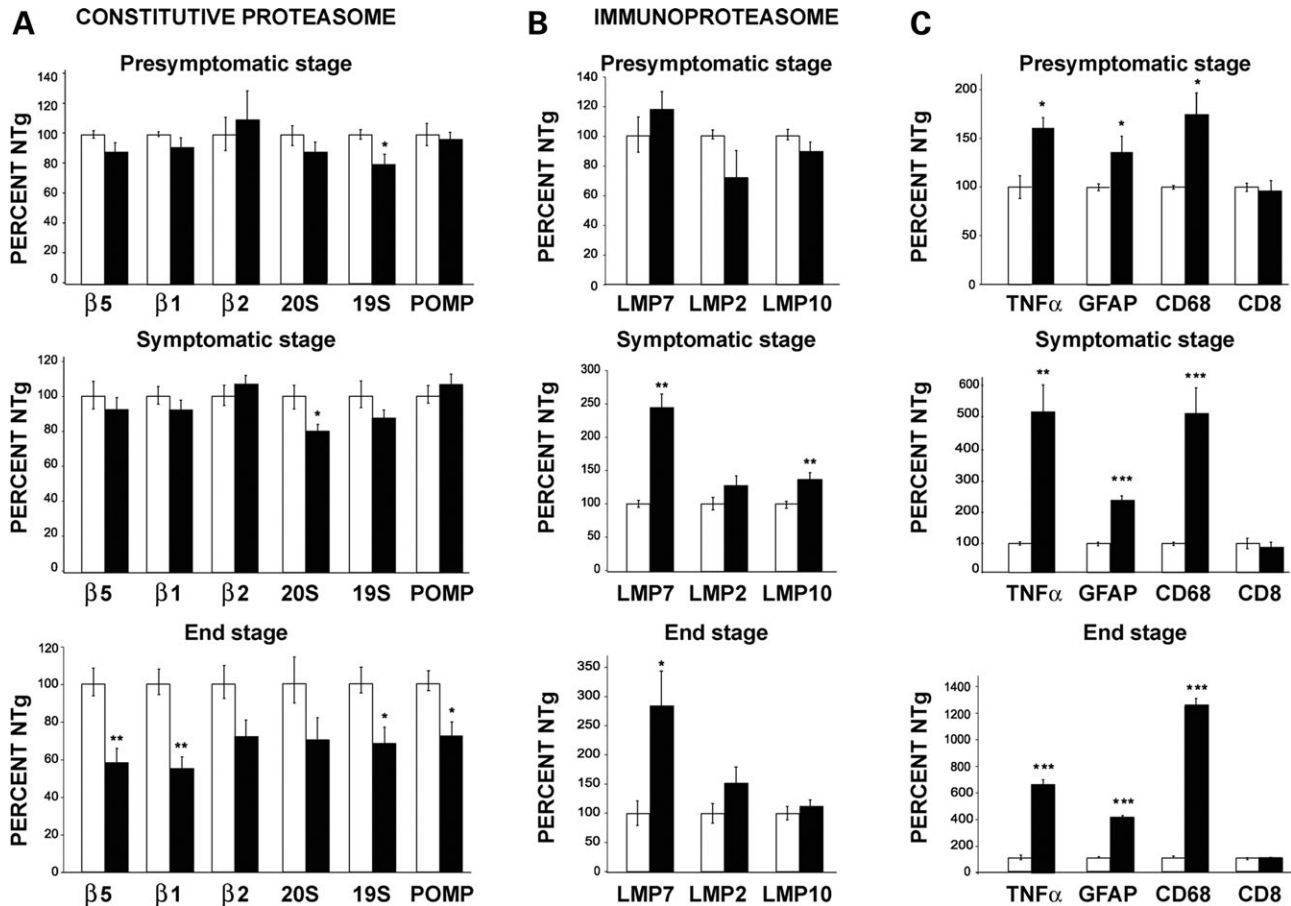 A CONSTITUTIVE PROTEASOME
Presymptomatic stage
PERCENT NTg
140
120
100
80
60
40
20
0
*
β5 β1 β2 20S 19S POMP
Symptomatic stage
PERCENT NTg
120
100
80
60
40
20
0
*
β5 β1 β2 20S 19S POMP
End stage
PERCENT NTg
120
100
80
60
40
20
0
** ** * *
β5 β1 β2 20S 19S POMP
B IMMUNOPROTEASOME
Presymptomatic stage
PERCENT NTg
140
120
100
80
60
40
20
0
LMP7 LMP2 LMP10
Symptomatic stage
PERCENT NTg
300
250
200
150
100
50
0
** **
LMP7 LMP2 LMP10
End stage
PERCENT NTg
350
300
250
200
150
100
50
0
*
LMP7 LMP2 LMP10
C
Presymptomatic stage
PERCENT NTg
200
150
100
50
0
* * *
TNFα GFAP CD68 CD8
Symptomatic stage
PERCENT NTg
600
500
400
200
100
0
** *** ***
TNFα GFAP CD68 CD8
End stage
PERCENT NTg
1400
1200
1000
800
600
400
200
0
*** *** ***
TNFα GFAP CD68 CD8